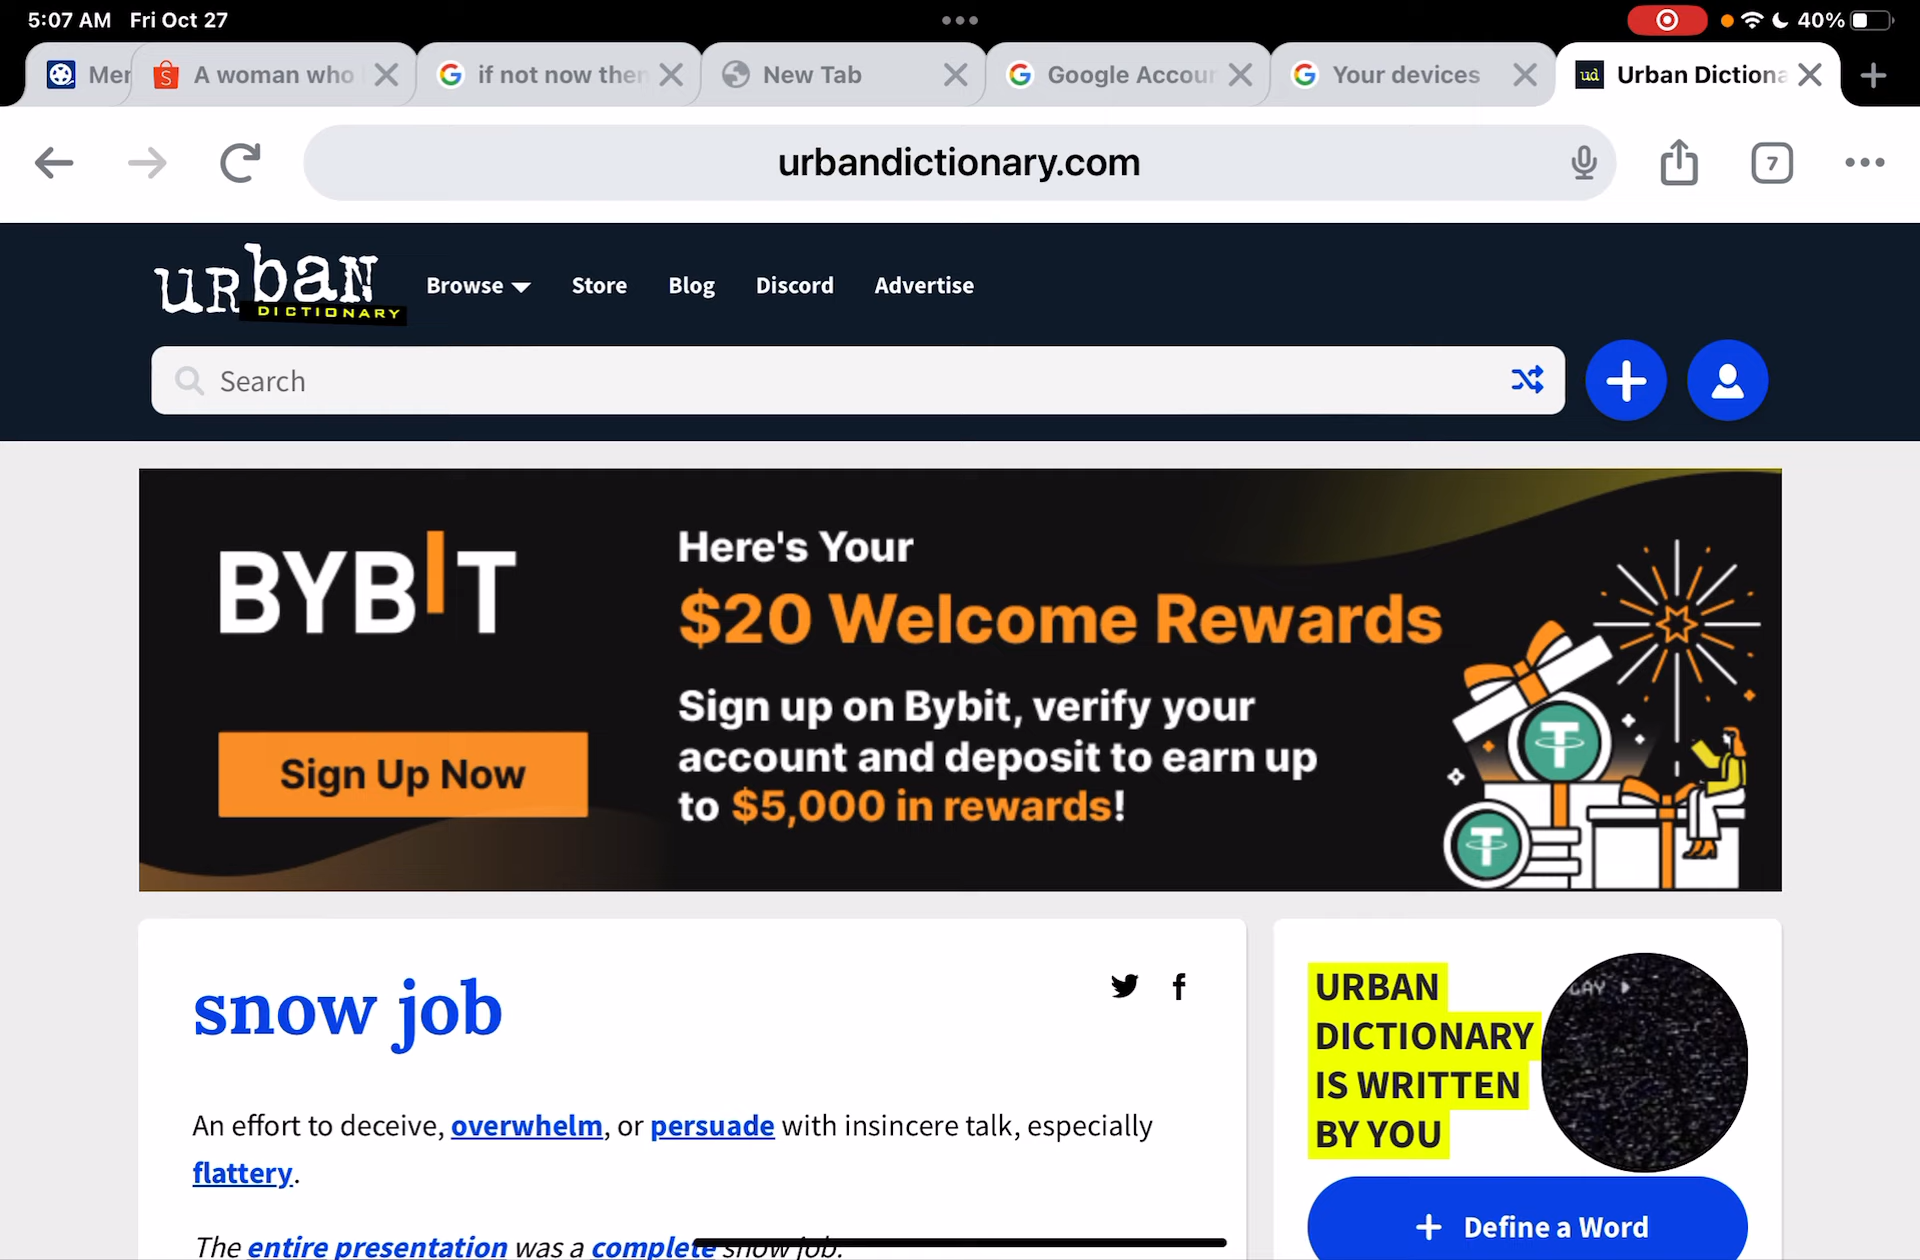 5:07 AM Fri Oct 27
40%
Mer
A woman who
if not now then
New Tab
Google Accour
Your devices
ud Urban Dictiona
urbandictionary.com
7
urban
DICTIONARY
Browse Store Blog Discord Advertise
Search
BYBIT
Here's Your
$20 Welcome Rewards
Sign up on Bybit, verify your
account and deposit to earn up
to $5,000 in rewards!
Sign Up Now
snow job
An effort to deceive, overwhelm, or persuade with insincere talk, especially
flattery.
The entire presentation was a complete snow job.
URBAN
DICTIONARY
IS WRITTEN
BY YOU
Define a Word